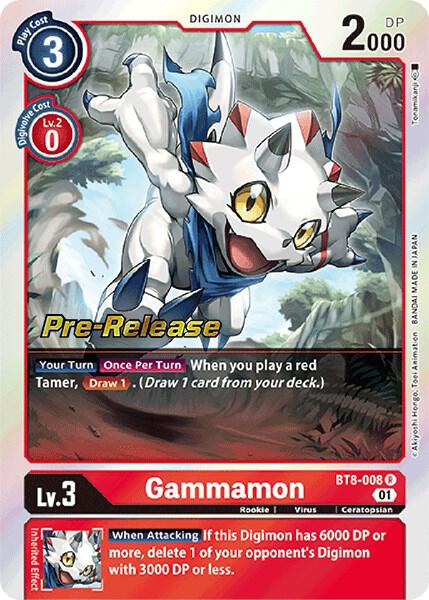 DIGIMON
Play Cost
3
DP
2000
Digivolve Cost
Lv.2
0
Tonamikanji
BANDAI MADE IN JAPAN
©Akiyoshi Hongo, Toei Animation
Pre-Release
Your Turn Once Per Turn When you play a red
Tamer, Draw 1. (Draw 1 card from your deck.)
BT8-008 R
Lv.3
Gammamon
01
Rookie | Virus | Ceratopsian
Inherited Effect
When Attacking If this Digimon has 6000 DP or
more, delete 1 of your opponent's Digimon
with 3000 DP or less.